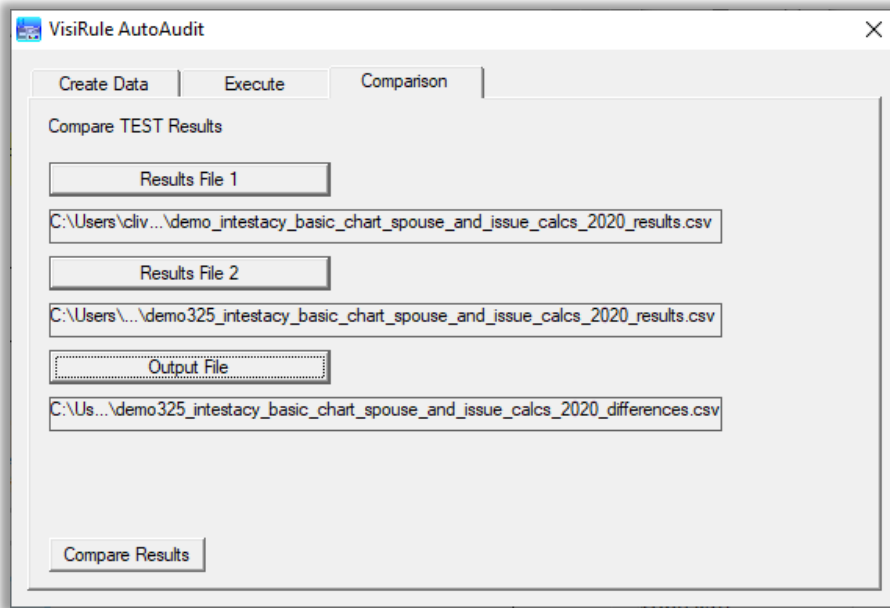 VisiRule AutoAudit
Create Data Execute Comparison
Compare TEST Results
Results File 1
C:\Users\cliv...\demo_intestacy_basic_chart_spouse_and_issue_calcs_2020_results.csv
Results File 2
C:\Users\...\demo325_intestacy_basic_chart_spouse_and_issue_calcs_2020_results.csv
Output File
C:\Us...\demo325_intestacy_basic_chart_spouse_and_issue_calcs_2020_differences.csv
Compare Results